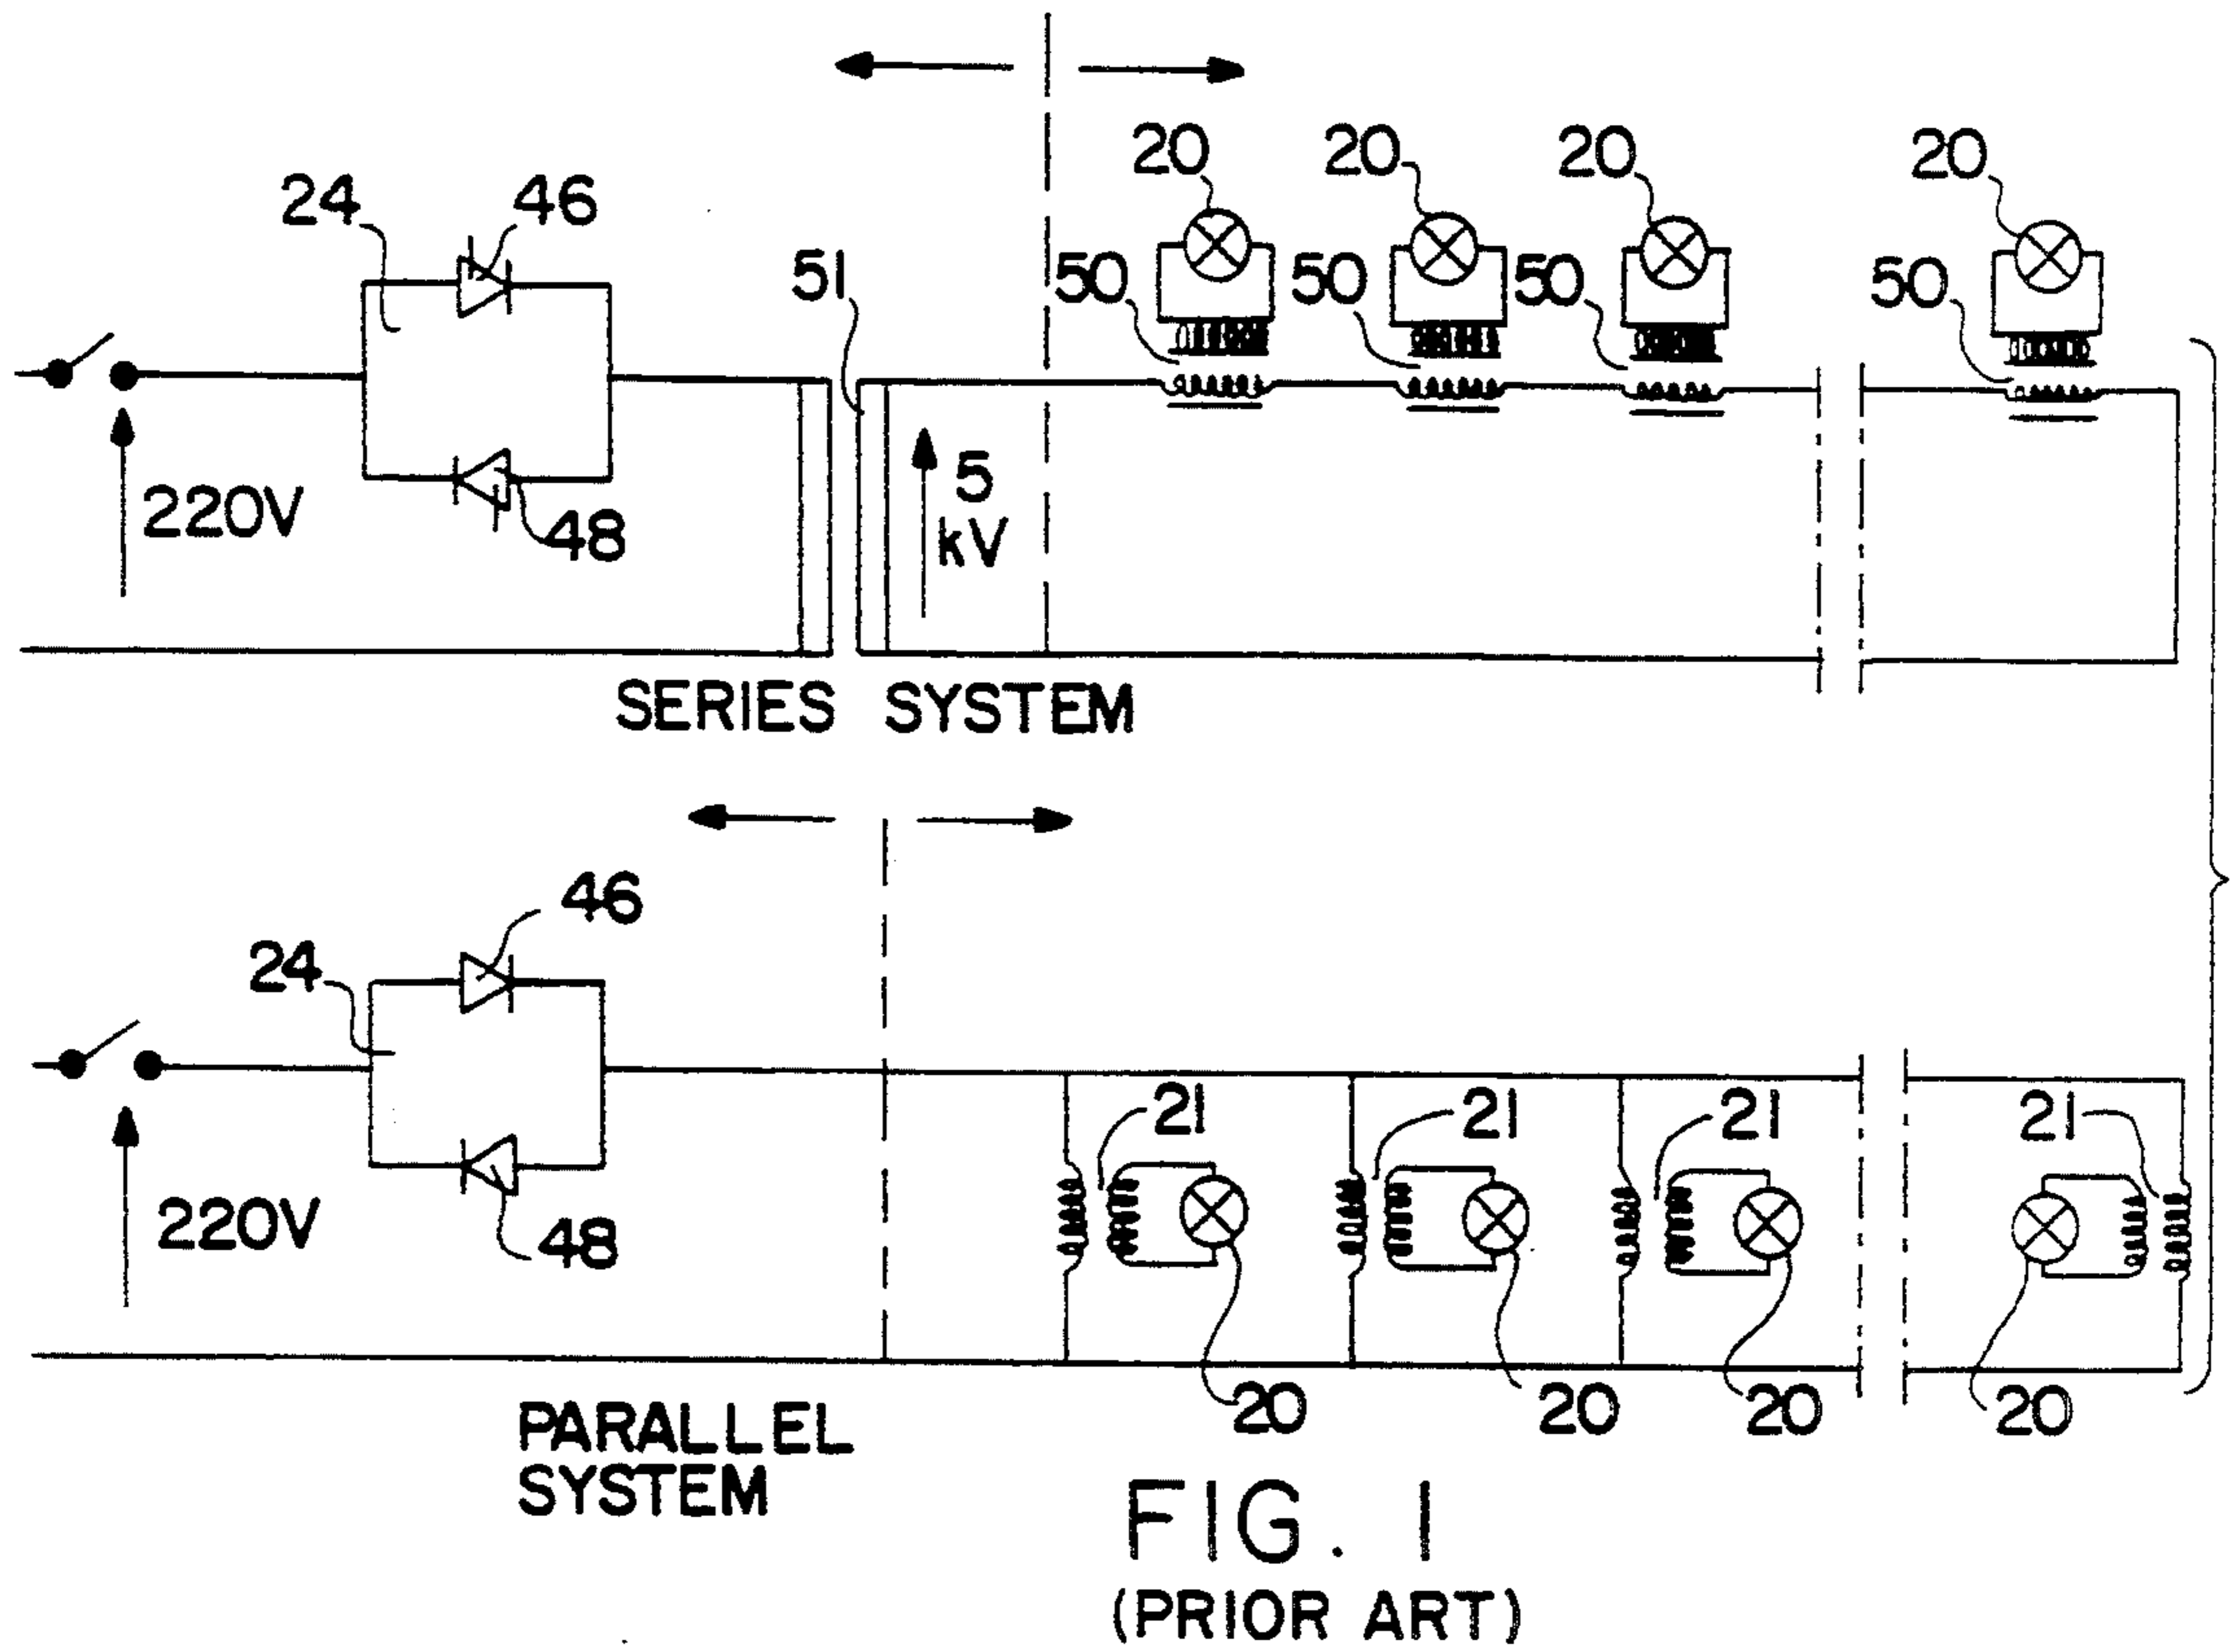 20 20 20 20
24 46
51 50 50 50 50
220V
48
5
kV
SERIES SYSTEM
46
24
21 21 21 21
220V
48
20 20 20 20
PARALLEL
SYSTEM
FIG. 1
(PRIOR ART)